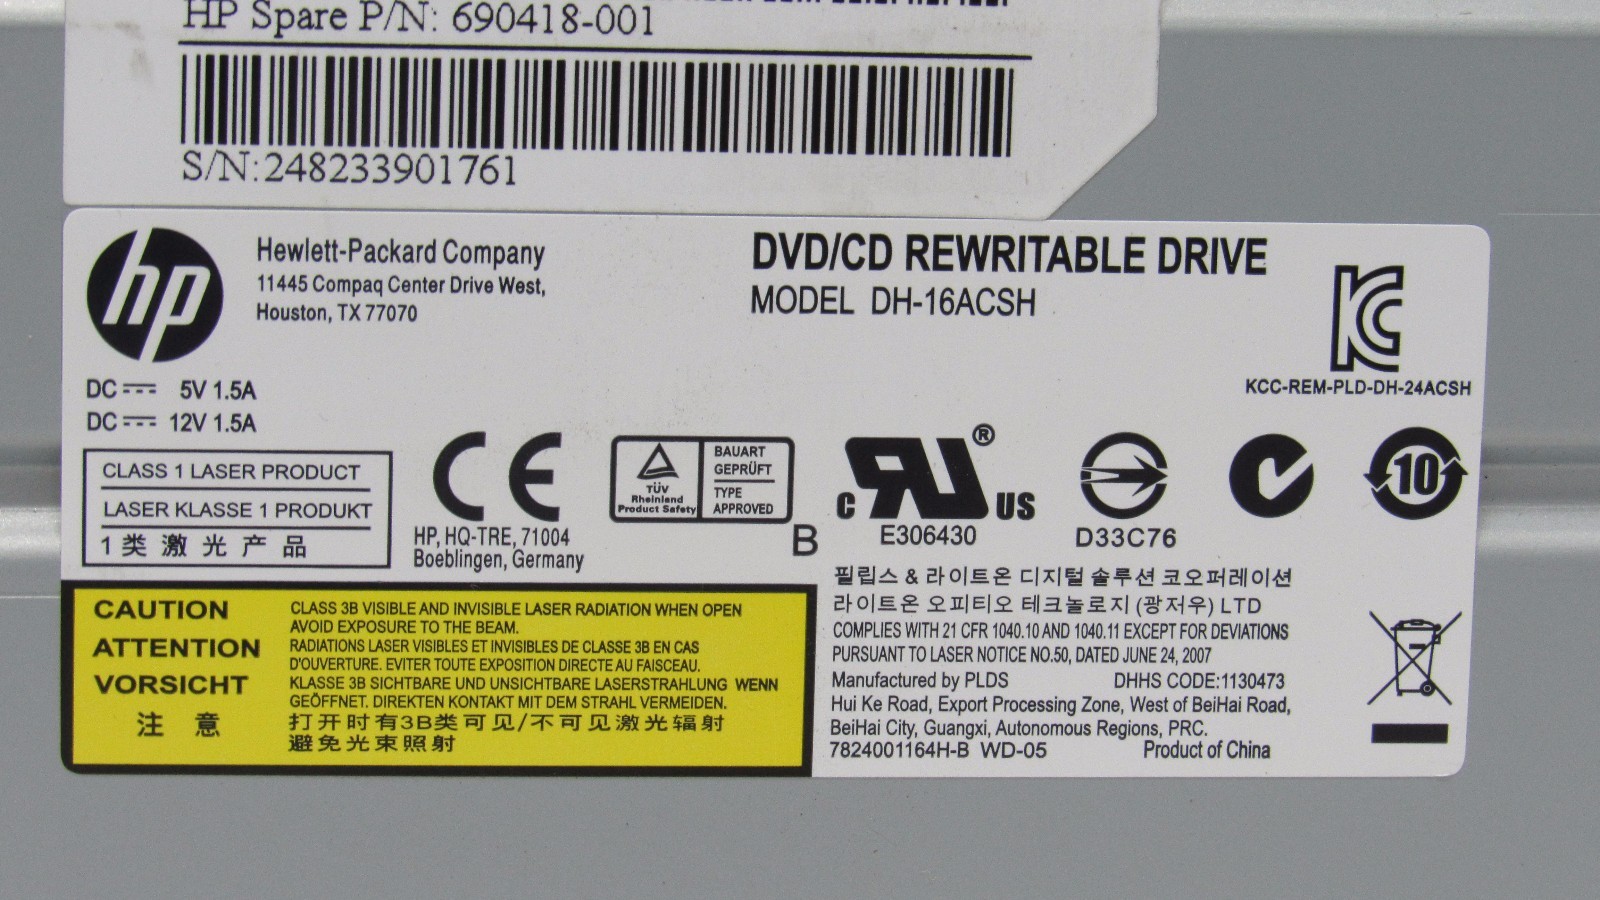 HP Spare P/N: 690418-001
S/N:248233901761
hp
Hewlett-Packard Company
11445 Compaq Center Drive West,
Houston, TX 77070
DVD/CD REWRITABLE DRIVE
MODEL DH-16ACSH
KCC-REM-PLD-DH-24ACSH
DC 5V 1.5A
DC 12V 1.5A
CLASS 1 LASER PRODUCT
LASER KLASSE 1 PRODUKT
1类激光产品
CE
HP, HQ-TRE, 71004
Boeblingen, Germany
TÜV
Rheinland
Product Safety
BAUART
GEPRÜFT
TYPE
APPROVED
B
c RU US ®
E306430
D33C76
10
CAUTION
ATTENTION
VORSICHT
注意
CLASS 3B VISIBLE AND INVISIBLE LASER RADIATION WHEN OPEN
AVOID EXPOSURE TO THE BEAM.
RADIATIONS LASER VISIBLES ET INVISIBLES DE CLASSE 3B EN CAS
D'OUVERTURE. EVITER TOUTE EXPOSITION DIRECTE AU FAISCEAU.
KLASSE 3B SICHTBARE UND UNSICHTBARE LASERSTRAHLUNG WENN
GEÖFFNET. DIREKTEN KONTAKT MIT DEM STRAHL VERMEIDEN.
打开时有3B类可见/不可见激光辐射
避免光束照射
필립스 & 라이트온 디지털 솔루션 코오퍼레이션
라이트온 오피티오 테크놀로지 (광저우) LTD
COMPLIES WITH 21 CFR 1040.10 AND 1040.11 EXCEPT FOR DEVIATIONS
PURSUANT TO LASER NOTICE NO.50, DATED JUNE 24, 2007
Manufactured by PLDS DHHS CODE:1130473
Hui Ke Road, Export Processing Zone, West of BeiHai Road,
BeiHai City, Guangxi, Autonomous Regions, PRC.
7824001164H-B WD-05 Product of China